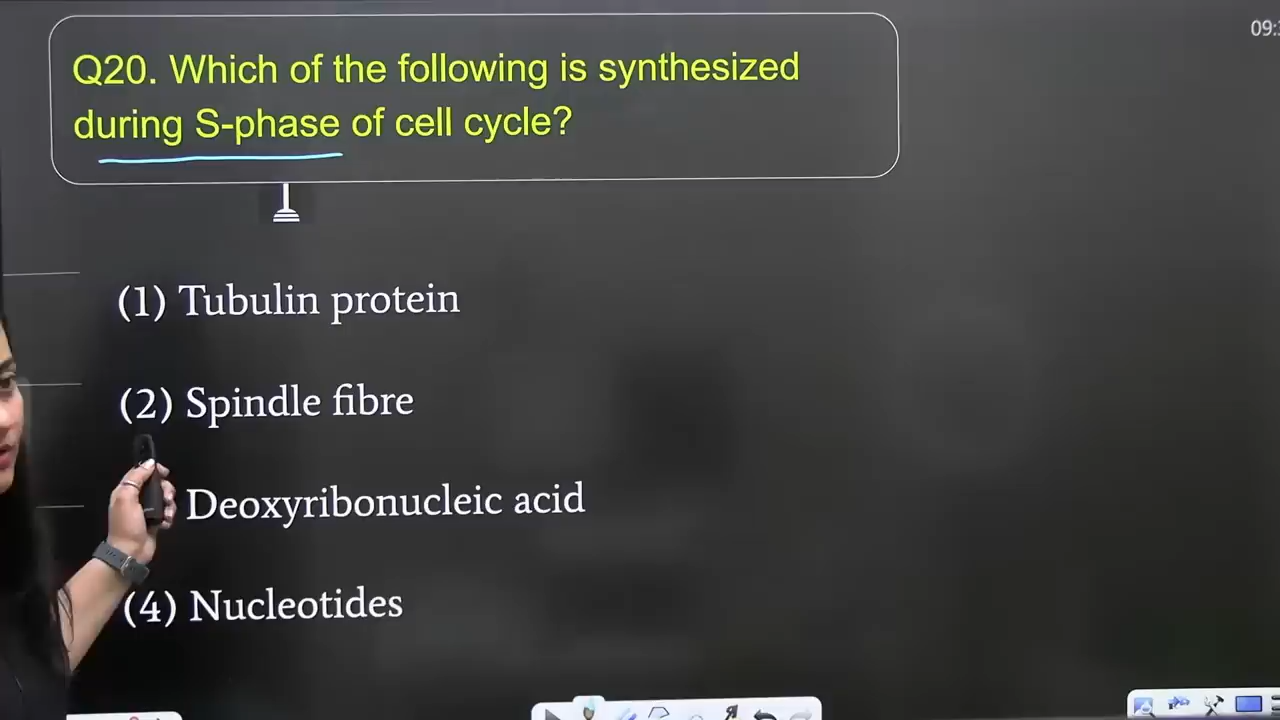 09:
Q20. Which of the following is synthesized
during S-phase of cell cycle?
(1) Tubulin protein
(2) Spindle fibre
Deoxyribonucleic acid
(4) Nucleotides